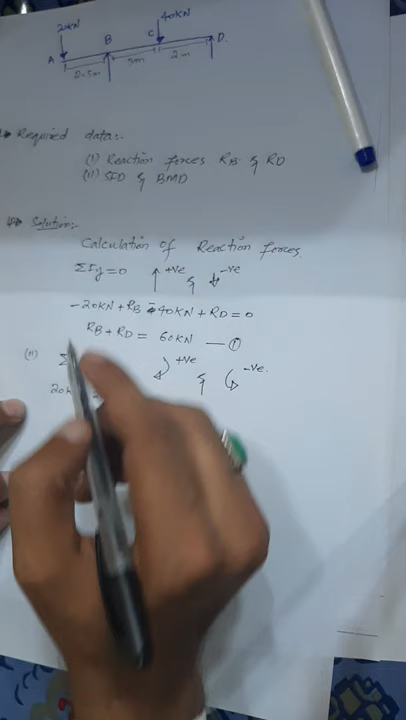 20KN
40KN
A B C D.
2.5m 5m 2m
Required data:-
(i) Reaction forces RB & RD
(ii) SFD & BMD
Solution:-
Calculation of Reaction forces.
ΣFy=0 ↑+ve & ↓-ve
-20KN+RB-40KN+RD=0
RB+RD= 60KN —①
(ii) Σ +ve & -ve.